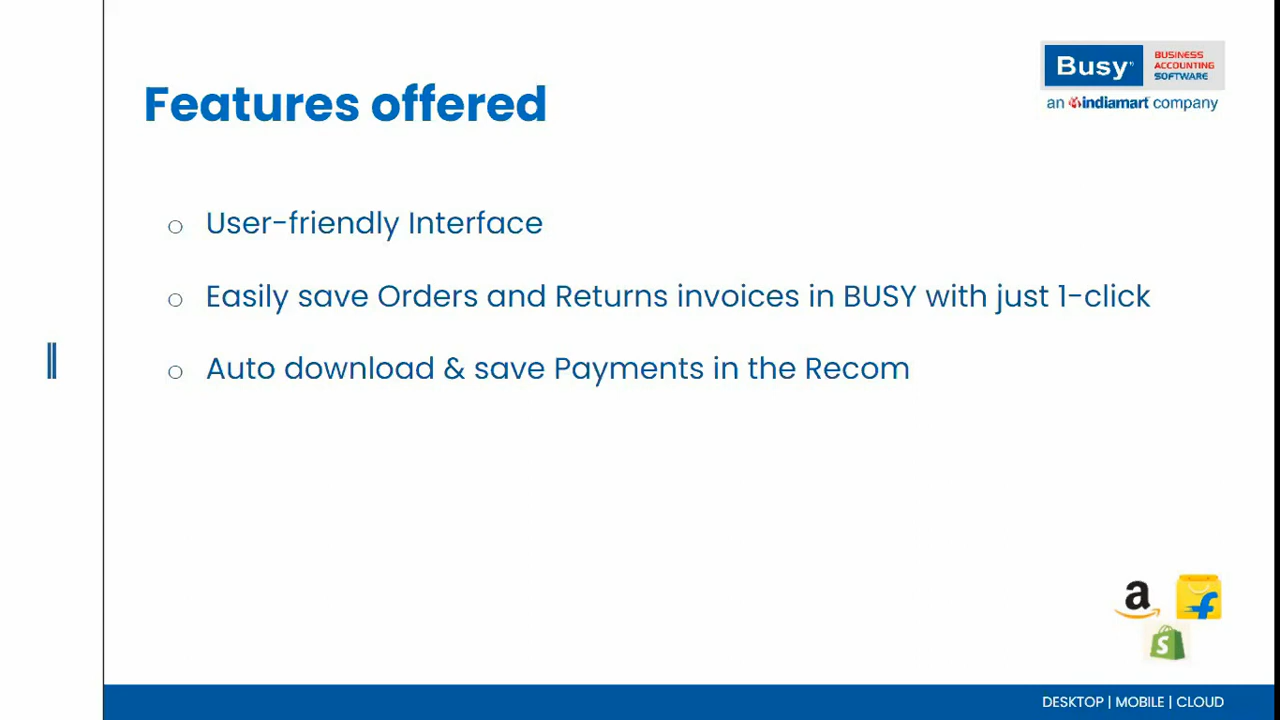 Features offered
Busy
BUSINESS
ACCOUNTING
SOFTWARE
an indiamart company
User-friendly Interface
Easily save Orders and Returns invoices in BUSY with just 1-click
Auto download & save Payments in the Recom
a
f
S
DESKTOP | MOBILE | CLOUD